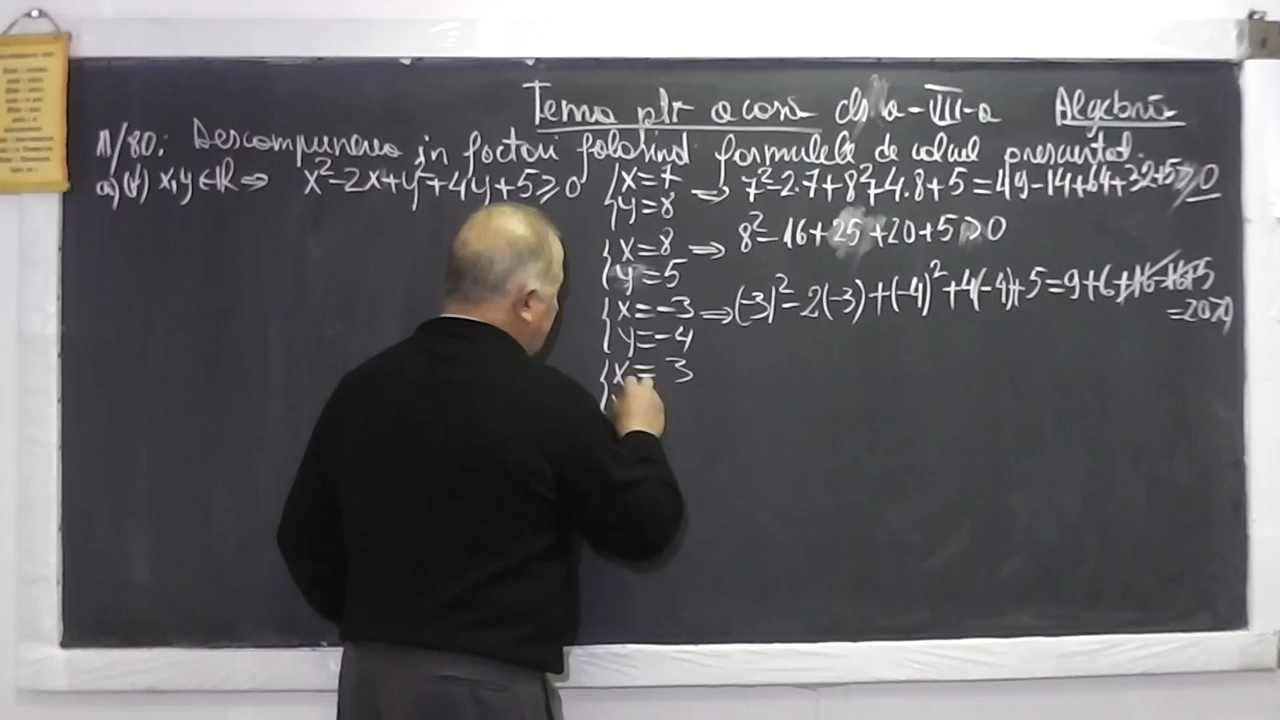 Tema ptr acasă cls a-VIII-a Algebră
11/80: Descompunerea în factori folosind formulele de calcul prescurtat.
a) (∀) x,y∈ℝ ⇒ x²-2x+y²+4y+5≥0
{x=7
{y=8 ⇒ 7²-2·7+8²+4·8+5=49-14+64+32+5≥0
{x=8
{y=5 ⇒ 8²-16+25+20+5≥0
{x=-3
{y=-4 ⇒ (-3)²-2(-3)+(-4)²+4(-4)+5=9+6+16-16+5
=20≥0
{x=3